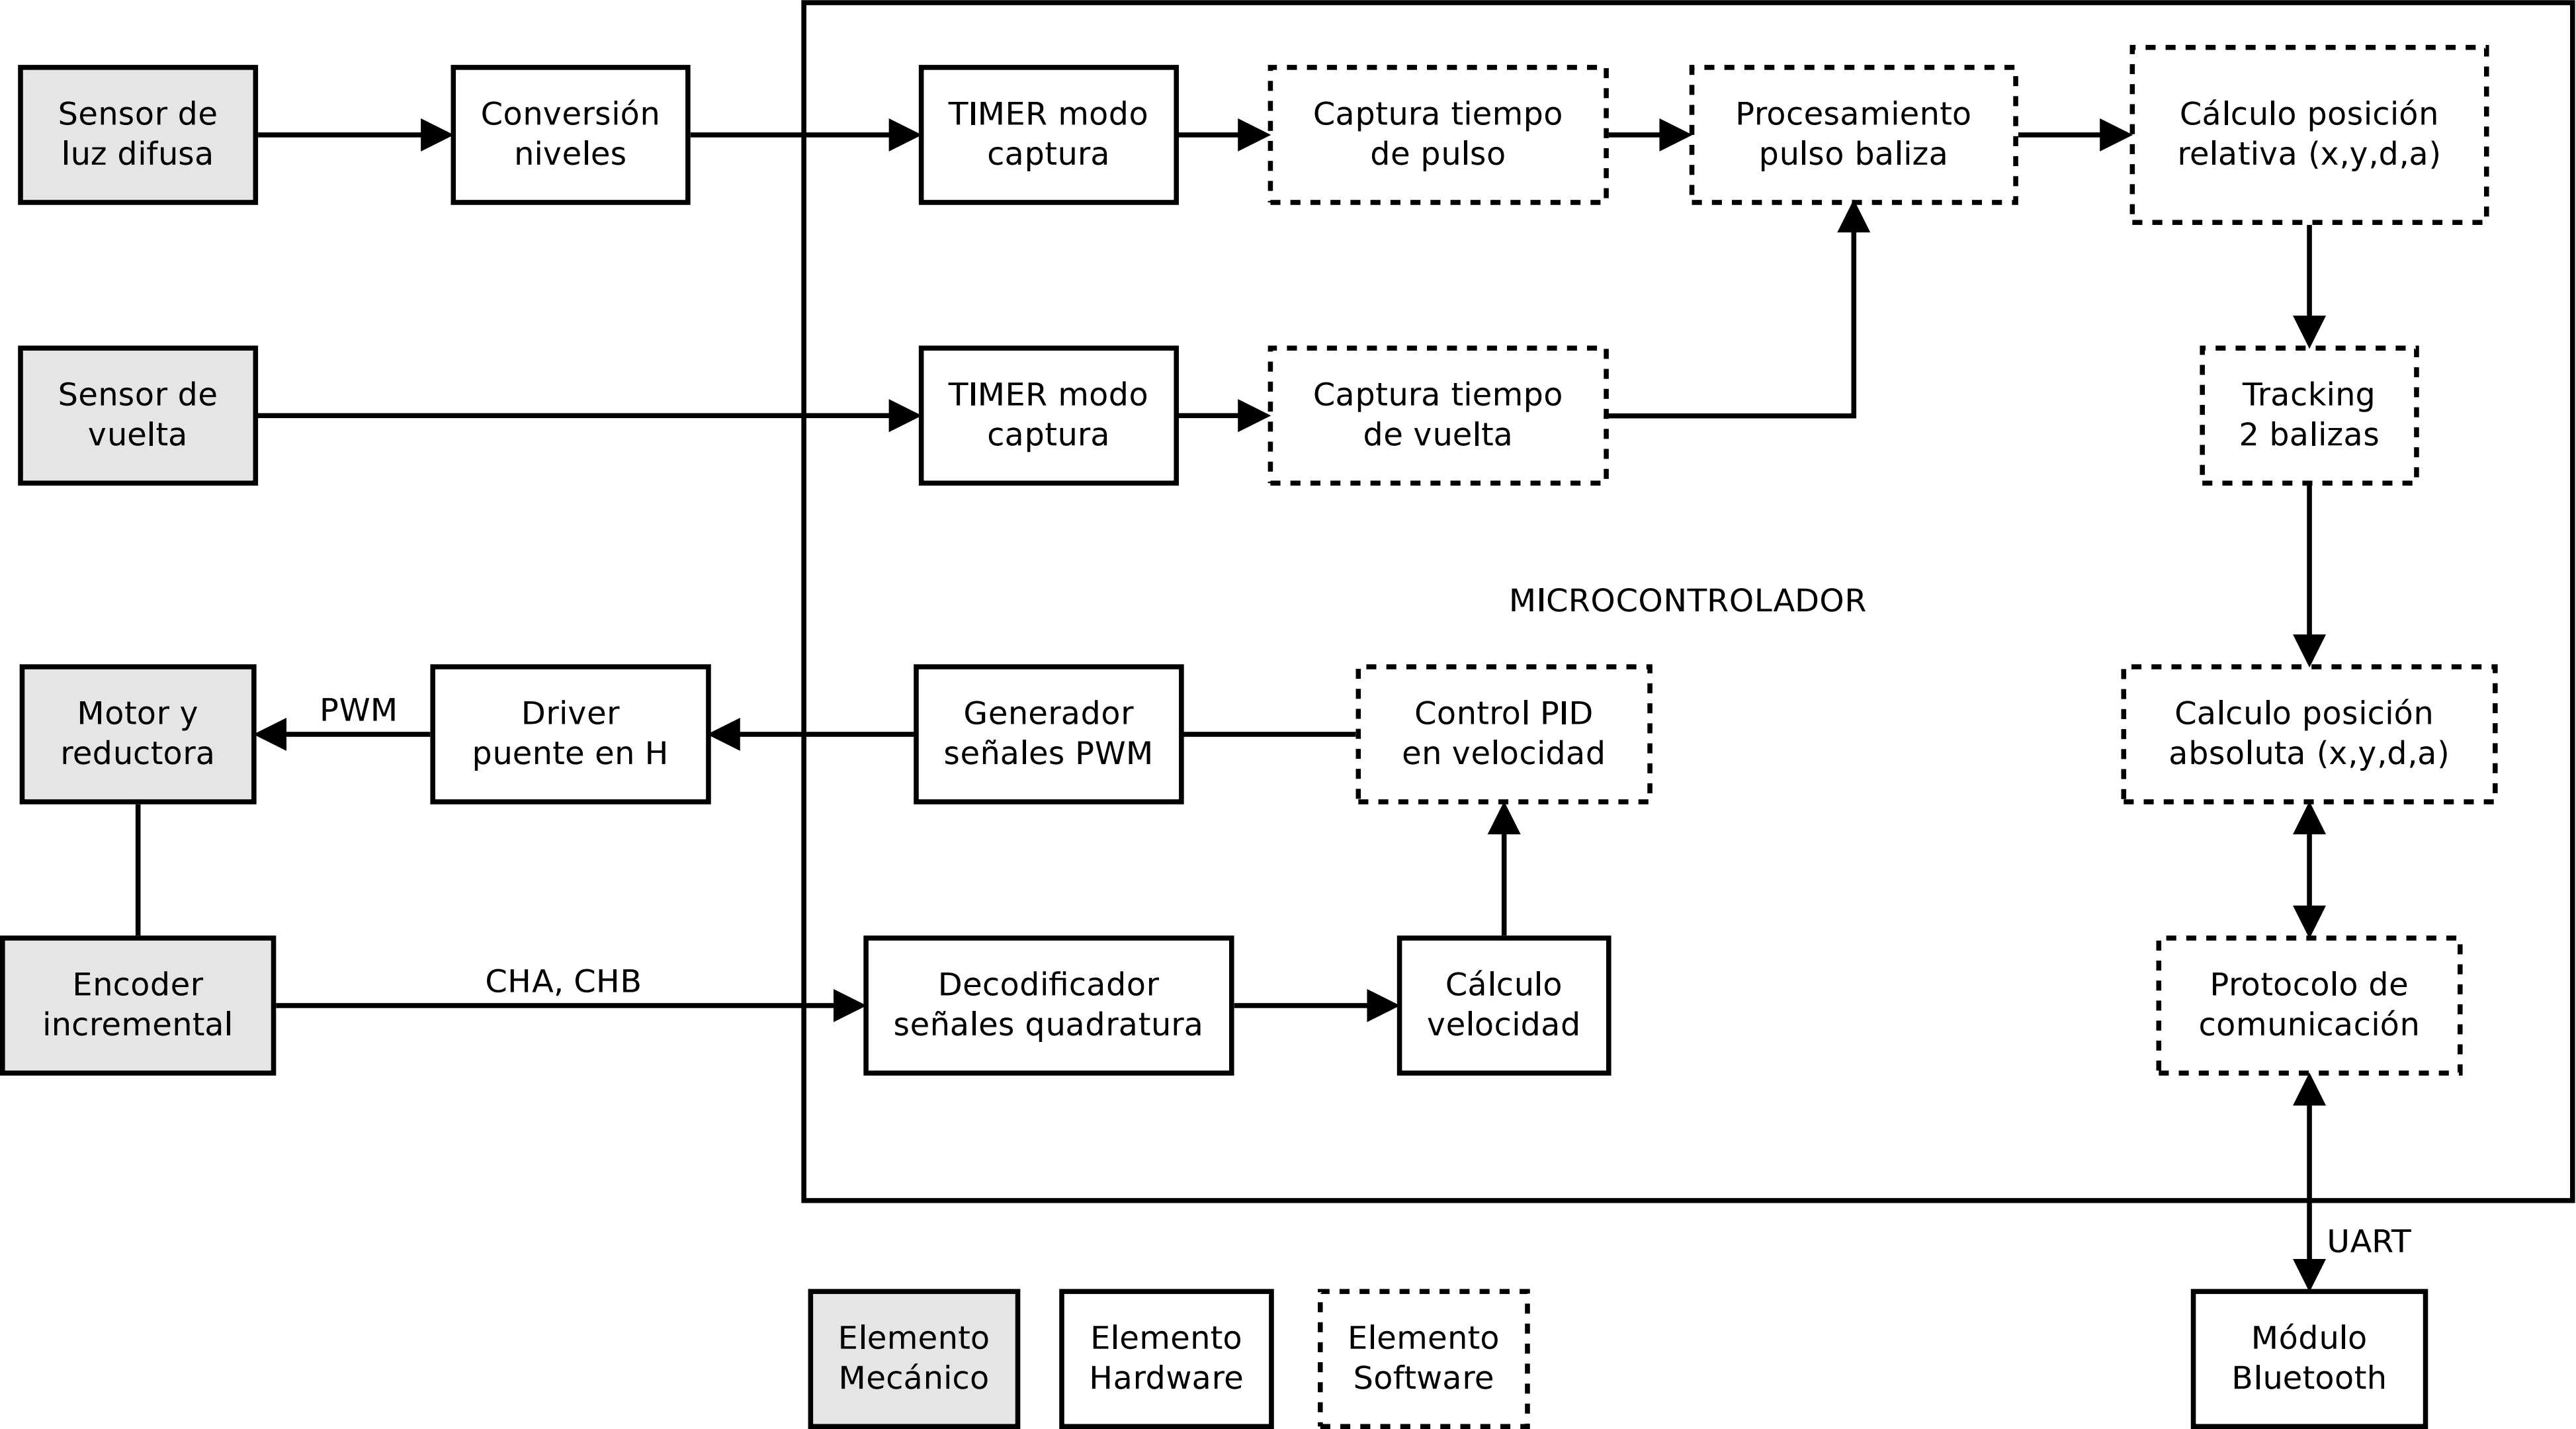 Sensor de
luz difusa
Conversión
niveles
TIMER modo
captura
Captura tiempo
de pulso
Procesamiento
pulso baliza
Cálculo posición
relativa (x,y,d,a)
Sensor de
vuelta
TIMER modo
captura
Captura tiempo
de vuelta
Tracking
2 balizas
MICROCONTROLADOR
Motor y
reductora
PWM
Driver
puente en H
Generador
señales PWM
Control PID
en velocidad
Calculo posición
absoluta (x,y,d,a)
Encoder
incremental
CHA, CHB
Decodificador
señales quadratura
Cálculo
velocidad
Protocolo de
comunicación
UART
Elemento
Mecánico
Elemento
Hardware
Elemento
Software
Módulo
Bluetooth